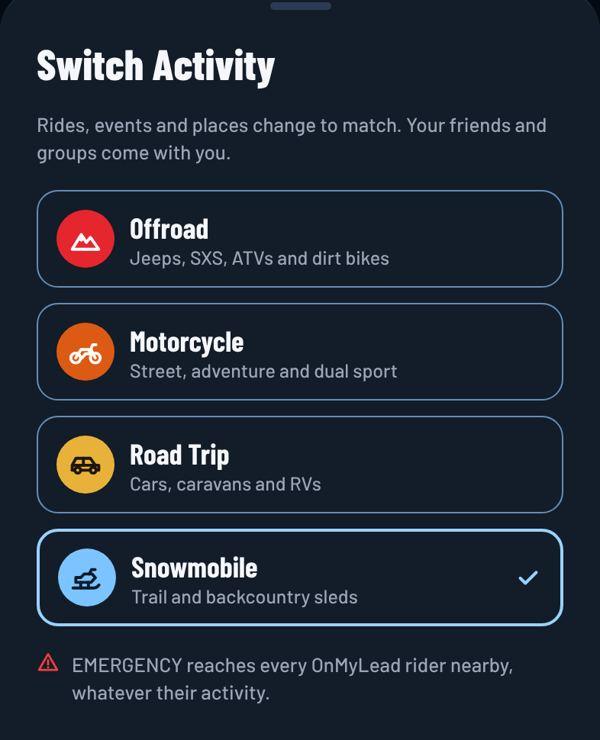 Switch Activity
Rides, events and places change to match. Your friends and
groups come with you.
Offroad
Jeeps, SXS, ATVs and dirt bikes
Motorcycle
Street, adventure and dual sport
Road Trip
Cars, caravans and RVs
Snowmobile
Trail and backcountry sleds
EMERGENCY reaches every OnMyLead rider nearby,
whatever their activity.